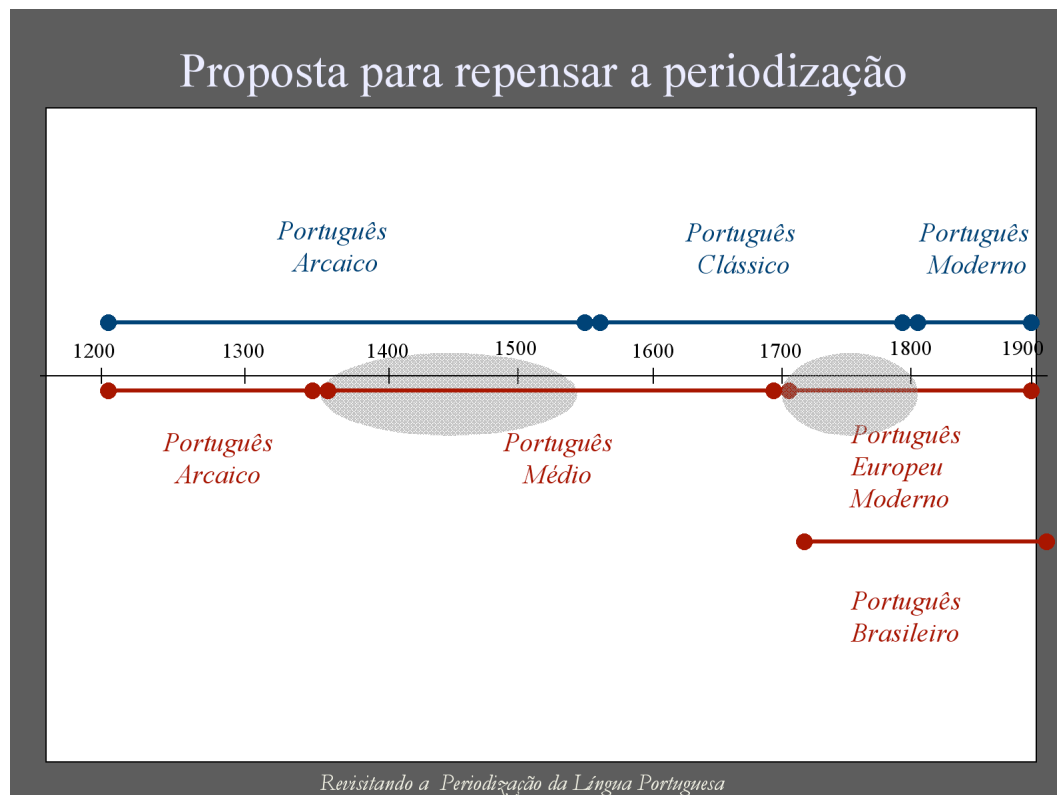 Proposta para repensar a periodização
Português
Arcaico
Português
Clássico
Português
Moderno
1200
1300
1400
1500
1600
1700
1800
1900
Português
Arcaico
Português
Médio
Português
Europeu
Moderno
Português
Brasileiro
Revisitando a Periodização da Língua Portuguesa